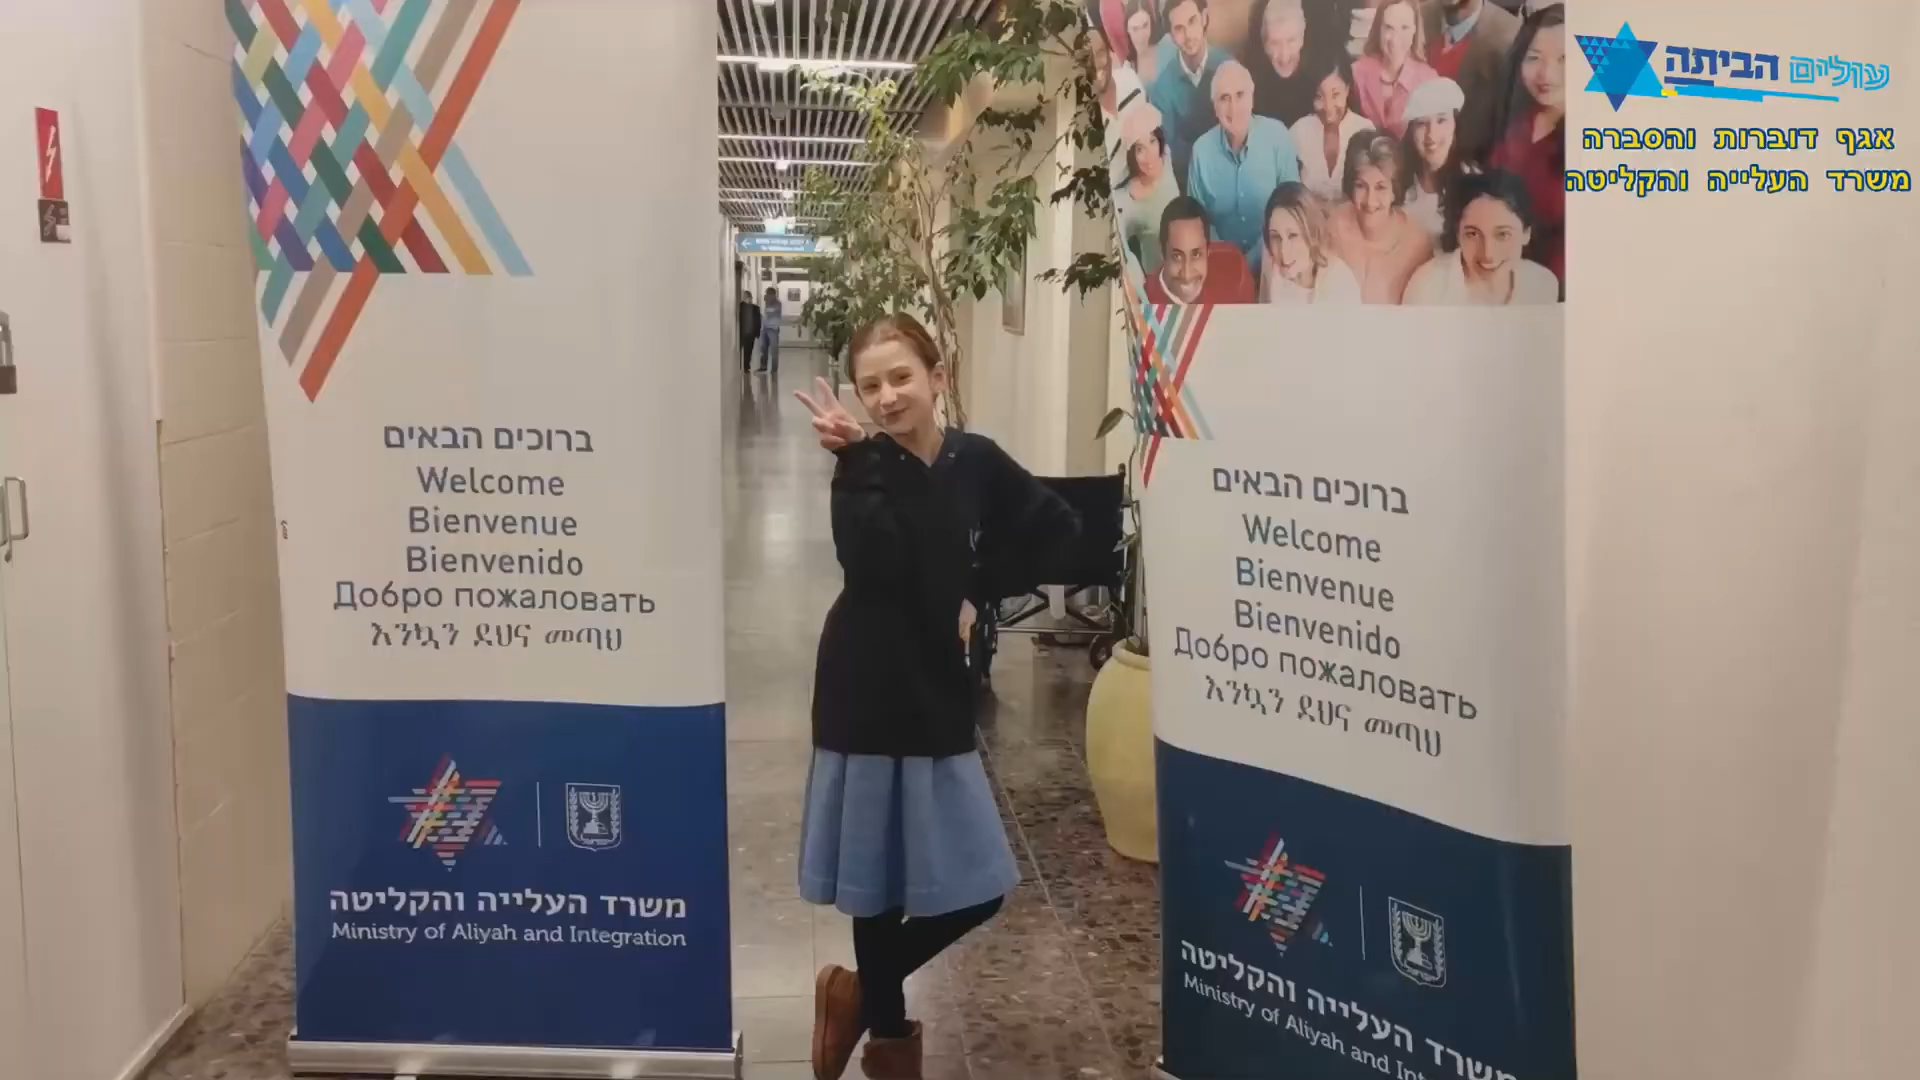 ברוכים הבאים
Welcome
Bienvenue
Bienvenido
Добро пожаловать
እንኳን ደህና መጣህ
משרד העלייה והקליטה
Ministry of Aliyah and Integration
ברוכים הבאים
Welcome
Bienvenue
Bienvenido
Добро пожаловать
እንኳን ደህና መጣህ
משרד העלייה והקליטה
Ministry of Aliyah and Int
עולים הביתה
אגף דוברות והסברה
משרד העלייה והקליטה